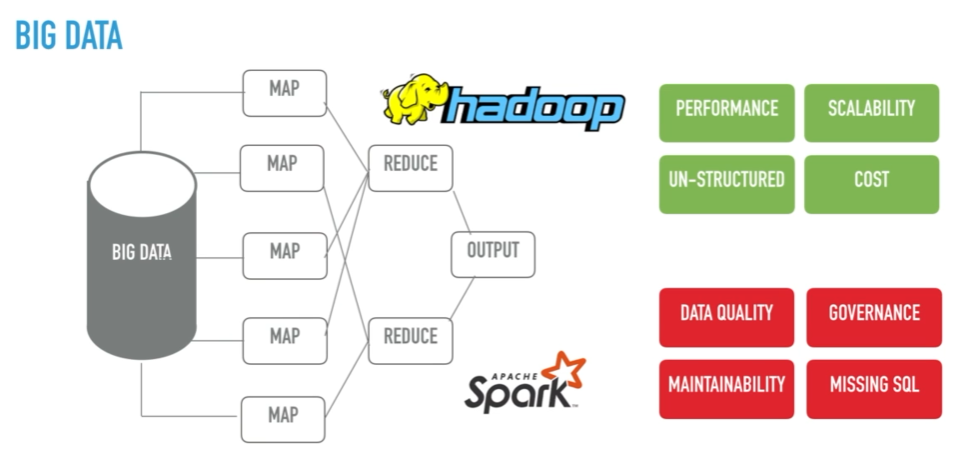 BIG DATA
MAP
MAP
MAP
MAP
MAP
BIG DATA
REDUCE
REDUCE
OUTPUT
hadoop
APACHE
Spark
TM
PERFORMANCE
SCALABILITY
UN-STRUCTURED
COST
DATA QUALITY
GOVERNANCE
MAINTAINABILITY
MISSING SQL